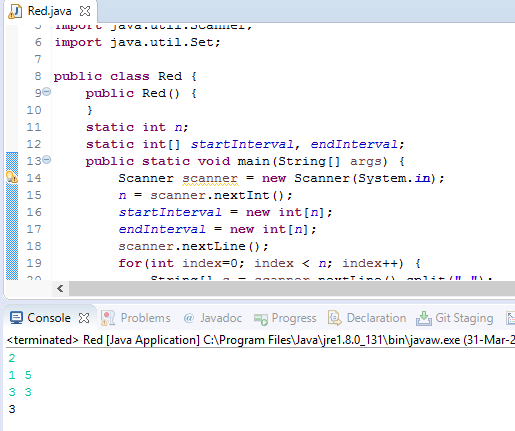 Red.java
5 import java.util.Scanner;
6 import java.util.Set;
7
8 public class Red {
9 public Red() {
10 }
11 static int n;
12 static int[] startInterval, endInterval;
13 public static void main(String[] args) {
14 Scanner scanner = new Scanner(System.in);
15 n = scanner.nextInt();
16 startInterval = new int[n];
17 endInterval = new int[n];
18 scanner.nextLine();
19 for(int index=0; index < n; index++) {
20 String[] s = scanner.nextLine().split(" ");
Console Problems @ Javadoc Progress Declaration Git Staging
<terminated> Red [Java Application] C:\Program Files\Java\jre1.8.0_131\bin\javaw.exe (31-Mar-2
2
1 5
3 3
3